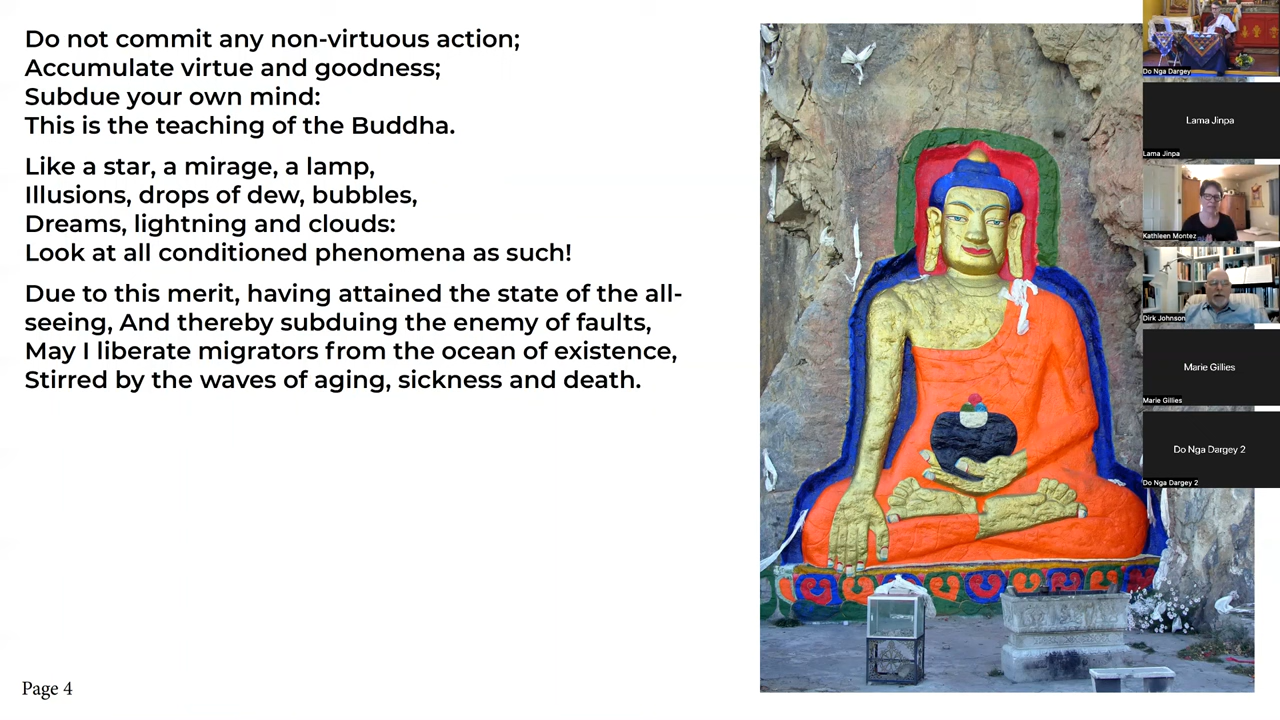 Do not commit any non-virtuous action;
Accumulate virtue and goodness;
Subdue your own mind:
This is the teaching of the Buddha.
Like a star, a mirage, a lamp,
Illusions, drops of dew, bubbles,
Dreams, lightning and clouds:
Look at all conditioned phenomena as such!
Due to this merit, having attained the state of the all-
seeing, And thereby subduing the enemy of faults,
May I liberate migrators from the ocean of existence,
Stirred by the waves of aging, sickness and death.
Page 4
Do Nga Dargey
Lama Jinpa
Lama Jinpa
Kathleen Montez
Dirk Johnson
Marie Gillies
Marie Gillies
Do Nga Dargey 2
Do Nga Dargey 2